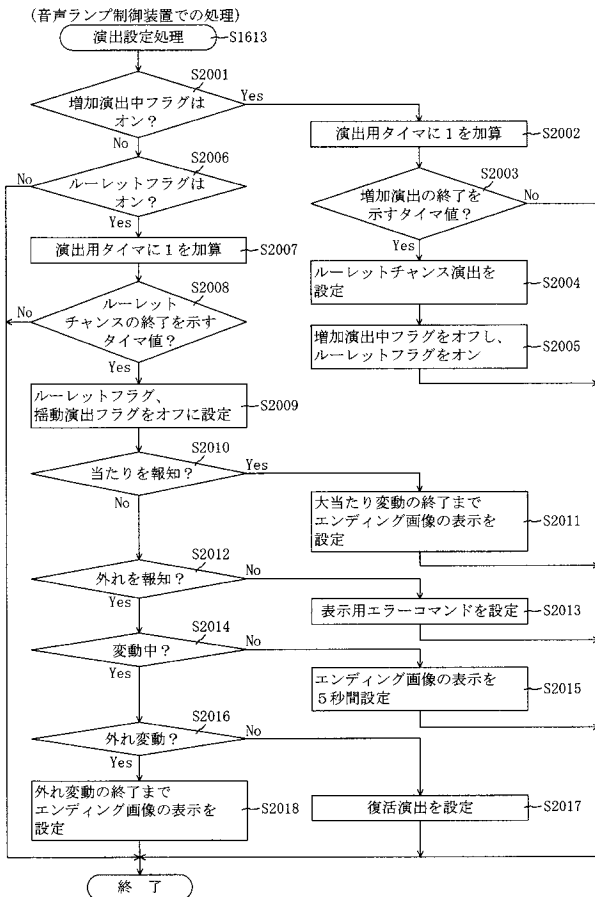 (音声ランプ制御装置での処理)
演出設定処理
S1613
S2001
増加演出中フラグは
オン?
Yes
No
演出用タイマに1を加算
S2002
S2003
増加演出の終了を
示すタイマ値?
No
Yes
ルーレットチャンス演出を
設定
S2004
増加演出中フラグをオフし、
ルーレットフラグをオン
S2005
S2006
ルーレットフラグは
オン?
No
Yes
演出用タイマに1を加算
S2007
S2008
ルーレット
チャンスの終了を示す
タイマ値?
No
Yes
ルーレットフラグ、
揺動演出フラグをオフに設定
S2009
S2010
当たりを報知?
Yes
No
大当たり変動の終了まで
エンディング画像の表示を
設定
S2011
S2012
外れを報知?
No
Yes
表示用エラーコマンドを設定
S2013
S2014
変動中?
No
Yes
エンディング画像の表示を
5秒間設定
S2015
S2016
外れ変動?
No
Yes
復活演出を設定
S2017
外れ変動の終了まで
エンディング画像の表示を
設定
S2018
終 了